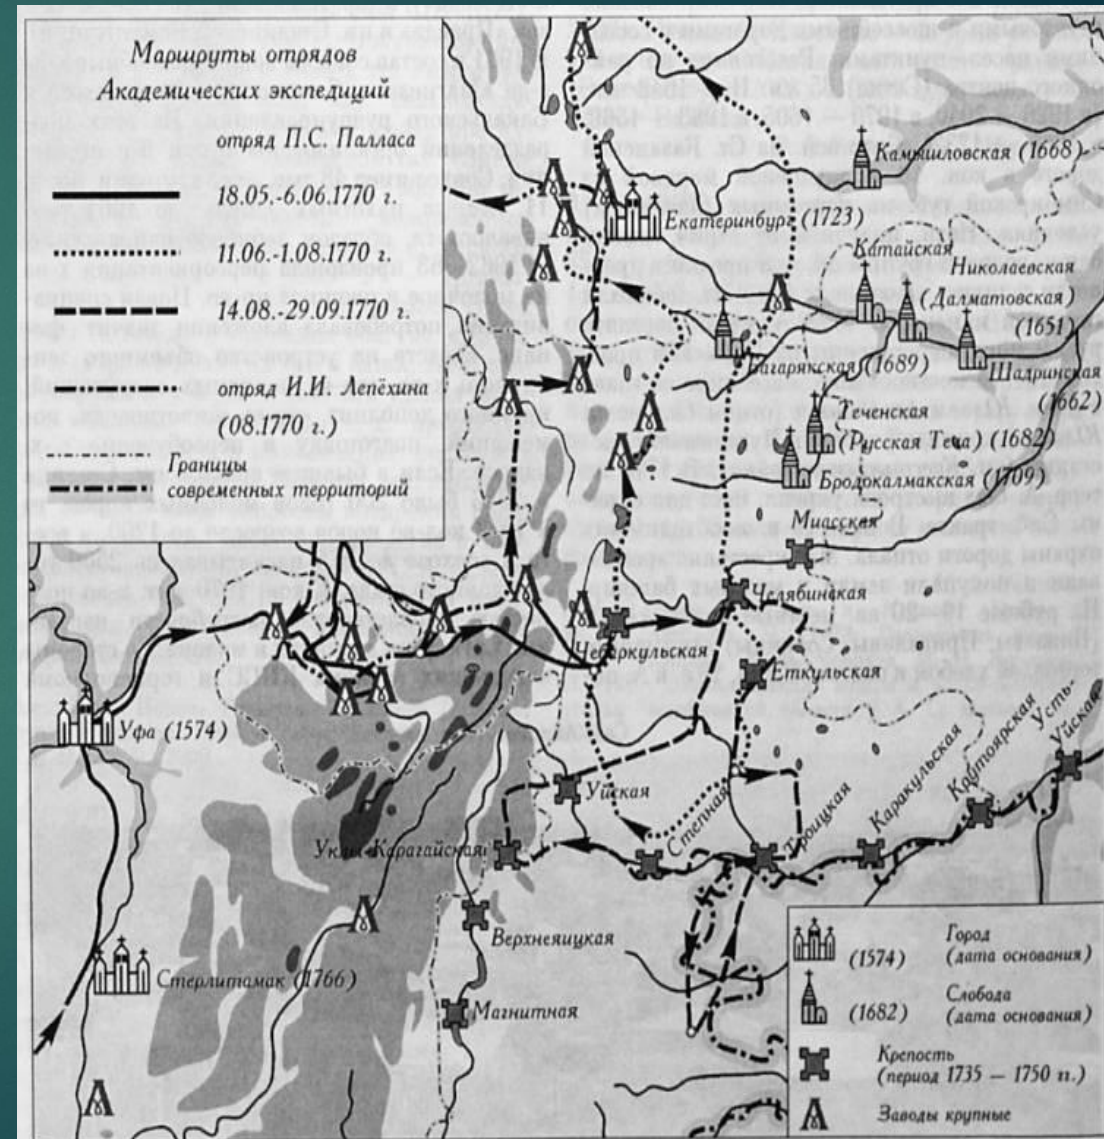 Маршруты отрядов
Академических экспедиций
отряд П.С. Палласа
18.05.-6.06.1770 г.
11.06.-1.08.1770 г.
14.08.-29.09.1770 г.
отряд И.И. Лепёхина
(08.1770 г.)
Границы
современных территорий
Камышловская (1668)
Екатеринбург (1723)
Катайская
Николаевская
(Далматовская)
(1651)
Багарякская (1689)
Шадринская
(1662)
Теченская
(Русская Теча) (1682)
Бродокалмакская (1709)
Миасская
Челябинская
Чебаркульская
Еткульская
Уфа (1574)
Усть-
Уйская
Каракульская
Уйская
Степная
Троицкая
Уклы-Карагайская
Верхнеяицкая
Стерлитамак (1766)
Магнитная
(1574)
Город
(дата основания)
(1682)
Слобода
(дата основания)
Крепость
(период 1735 — 1750 гг.)
Заводы крупные